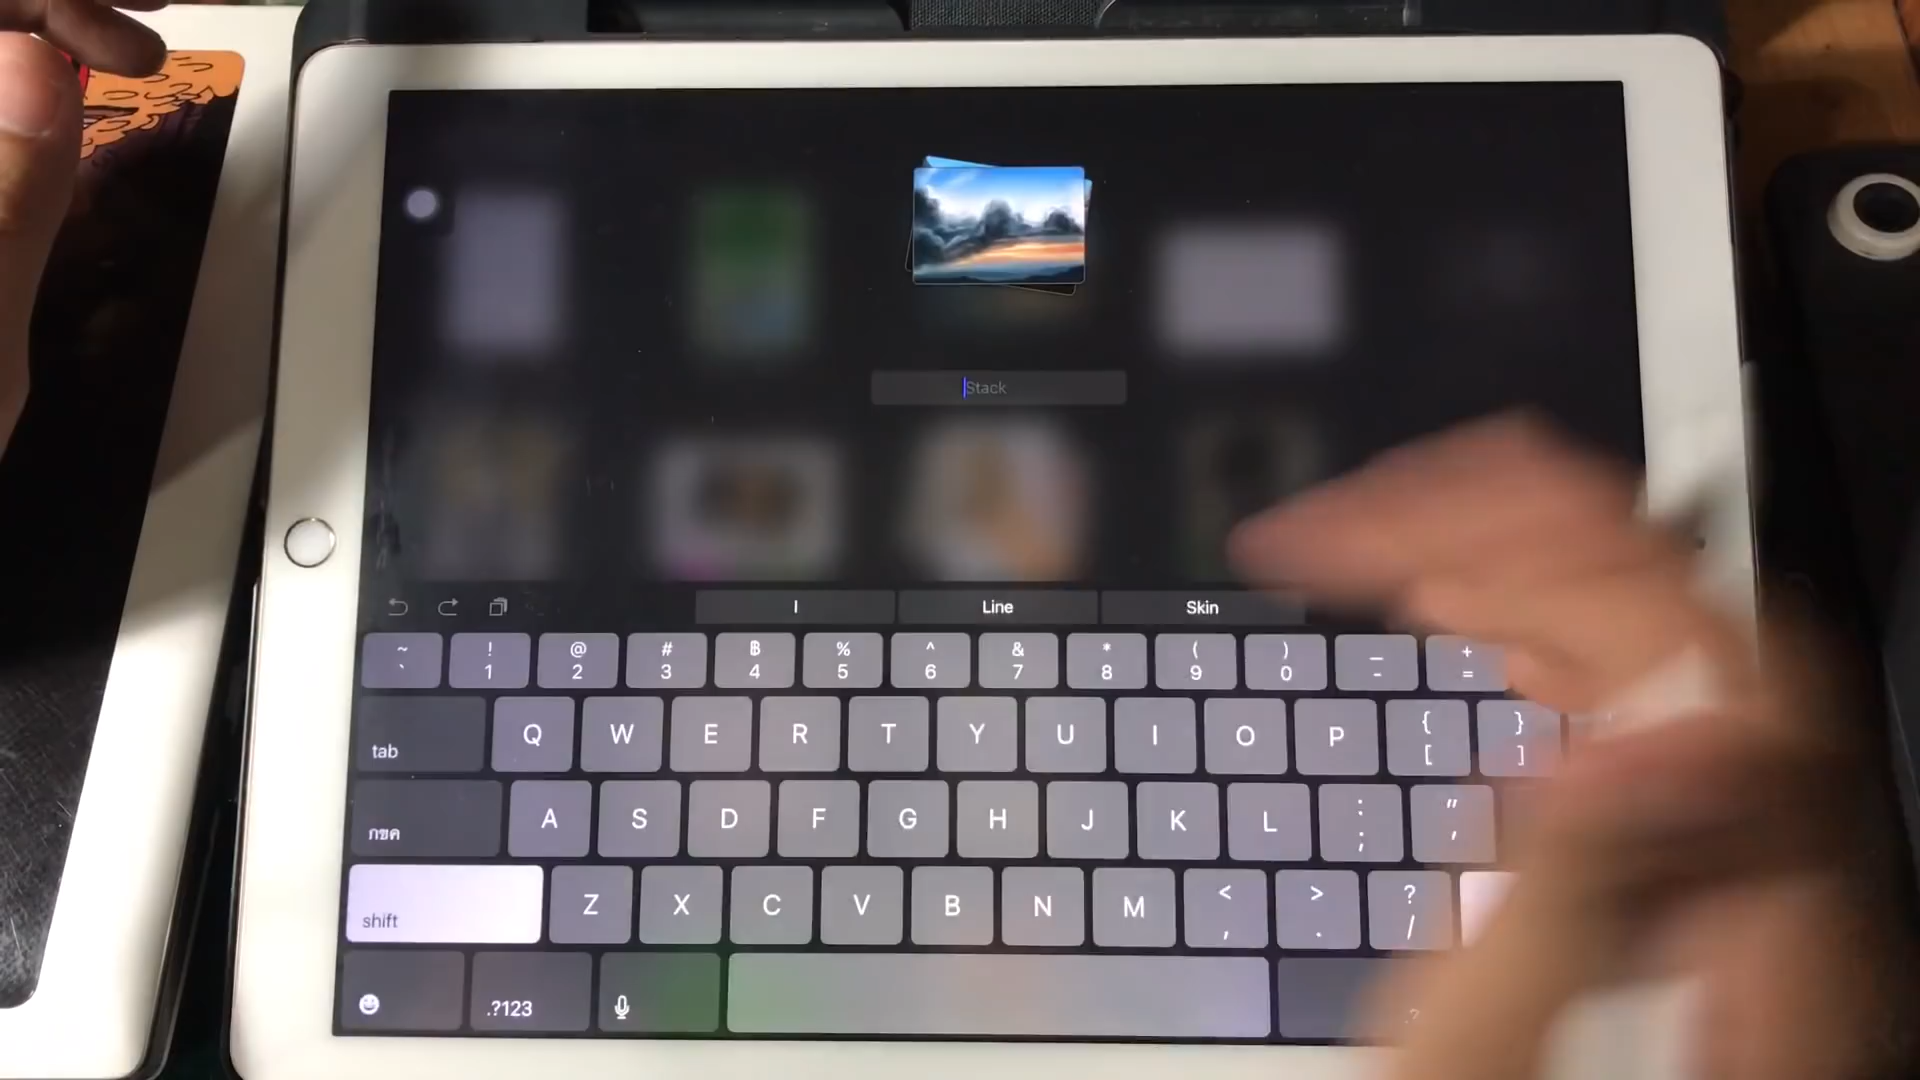 Stack
I Line Skin
~ ! @ # ฿ % ^ & * ( ) _ +
` 1 2 3 4 5 6 7 8 9 0 - =
tab Q W E R T Y U I O P { [ } ]
กขค A S D F G H J K L : ; " '
shift Z X C V B N M < , > . ? /
.?123 .?